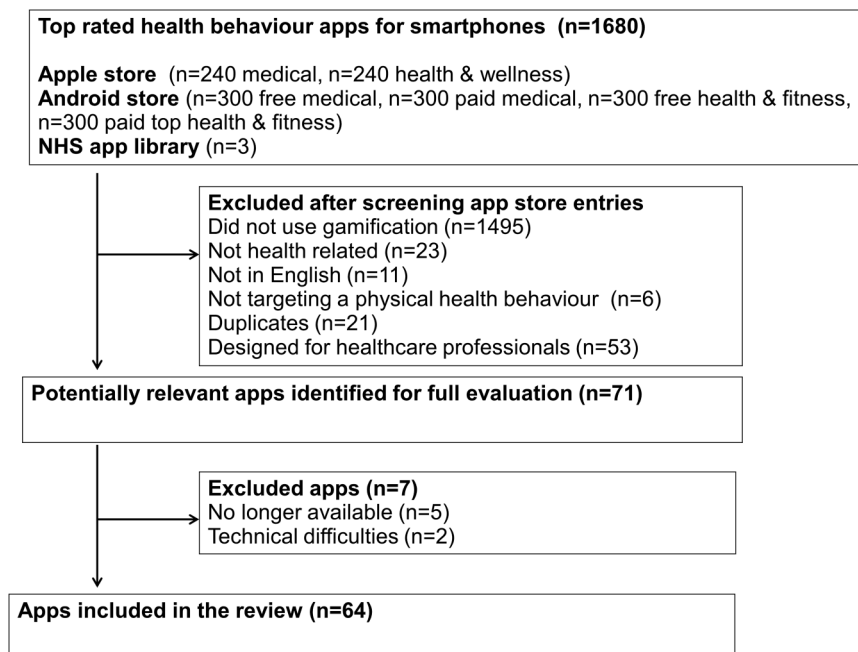 Top rated health behaviour apps for smartphones (n=1680)
Apple store (n=240 medical, n=240 health & wellness)
Android store (n=300 free medical, n=300 paid medical, n=300 free health & fitness,
n=300 paid top health & fitness)
NHS app library (n=3)
Excluded after screening app store entries
Did not use gamification (n=1495)
Not health related (n=23)
Not in English (n=11)
Not targeting a physical health behaviour (n=6)
Duplicates (n=21)
Designed for healthcare professionals (n=53)
Potentially relevant apps identified for full evaluation (n=71)
Excluded apps (n=7)
No longer available (n=5)
Technical difficulties (n=2)
Apps included in the review (n=64)